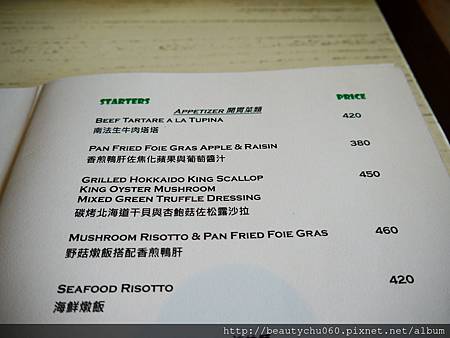 STARTERS PRICE
APPETIZER 開胃菜類
BEEF TARTARE A LA TUPINA 420
南法生牛肉塔塔
PAN FRIED FOIE GRAS APPLE & RAISIN 380
香煎鴨肝佐焦化蘋果與葡萄醬汁
GRILLED HOKKAIDO KING SCALLOP 450
KING OYSTER MUSHROOM
MIXED GREEN TRUFFLE DRESSING
碳烤北海道干貝與杏鮑菇佐松露沙拉
MUSHROOM RISOTTO & PAN FRIED FOIE GRAS 460
野菇燉飯搭配香煎鴨肝
SEAFOOD RISOTTO 420
海鮮燉飯
http://beautychu060.pixnet.net/album